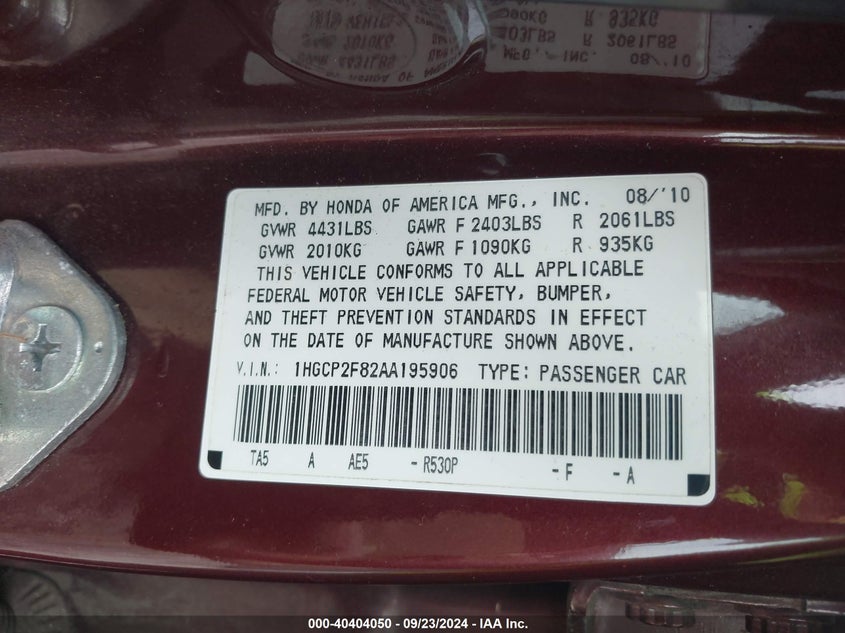 MFD. BY HONDA OF AMERICA MFG., INC. 08/'10
GVWR 4431LBS GAWR F 2403LBS R 2061LBS
GVWR 2010KG GAWR F 1090KG R 935KG
THIS VEHICLE CONFORMS TO ALL APPLICABLE
FEDERAL MOTOR VEHICLE SAFETY, BUMPER,
AND THEFT PREVENTION STANDARDS IN EFFECT
ON THE DATE OF MANUFACTURE SHOWN ABOVE.
V.I.N.: 1HGCP2F82AA195906 TYPE: PASSENGER CAR
TA5 A AE5 -R530P -F -A
000-40404050 / 09/23/2024 - IAA Inc.